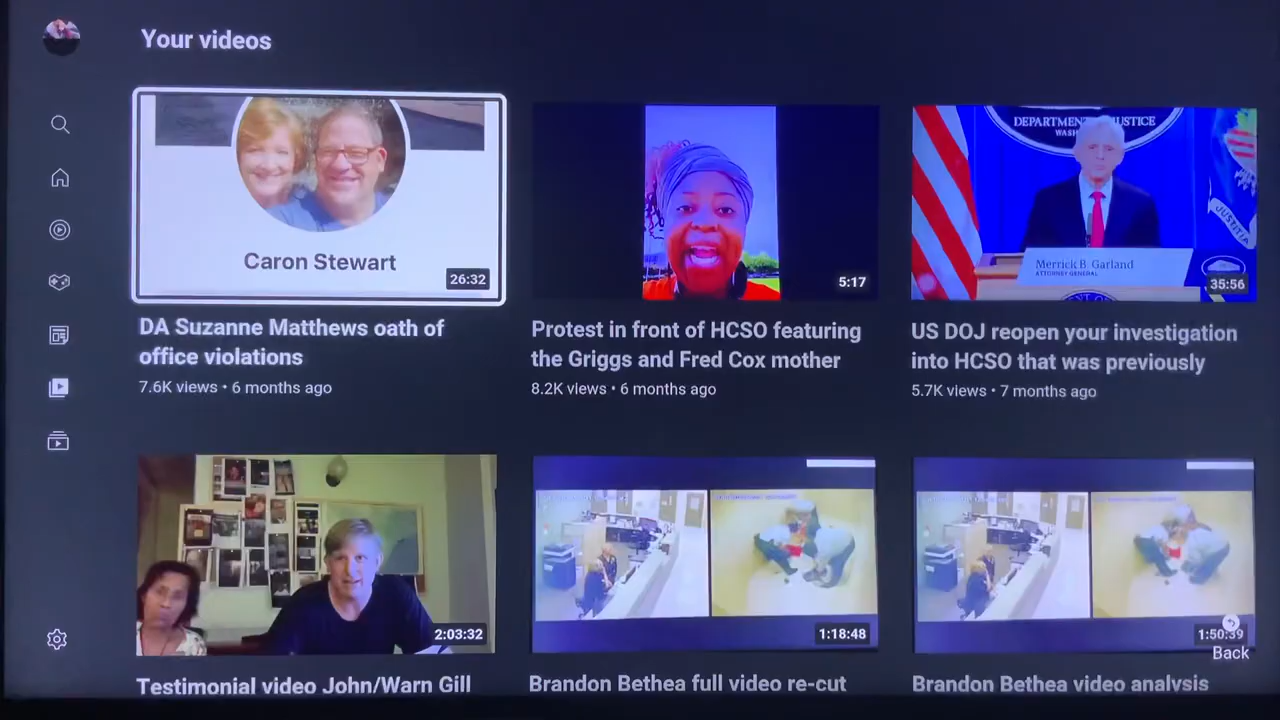 Your videos
Caron Stewart
26:32
DA Suzanne Matthews oath of
office violations
7.6K views • 6 months ago
5:17
Protest in front of HCSO featuring
the Griggs and Fred Cox mother
8.2K views • 6 months ago
DEPARTMENT JUSTICE
WASH
Merrick B. Garland
ATTORNEY GENERAL
JUSTITIA
35:56
US DOJ reopen your investigation
into HCSO that was previously
5.7K views • 7 months ago
2:03:32
Testimonial video John/Warn Gill
1:18:48
Brandon Bethea full video re-cut
1:50:39
Back
Brandon Bethea video analysis